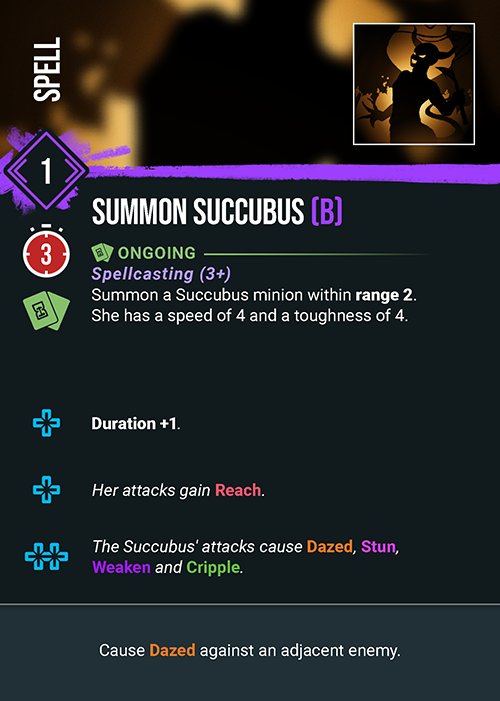 SPELL
1
SUMMON SUCCUBUS (B)
3
ONGOING
Spellcasting (3+)
Summon a Succubus minion within range 2.
She has a speed of 4 and a toughness of 4.
Duration +1.
Her attacks gain Reach.
The Succubus' attacks cause Dazed, Stun,
Weaken and Cripple.
Cause Dazed against an adjacent enemy.